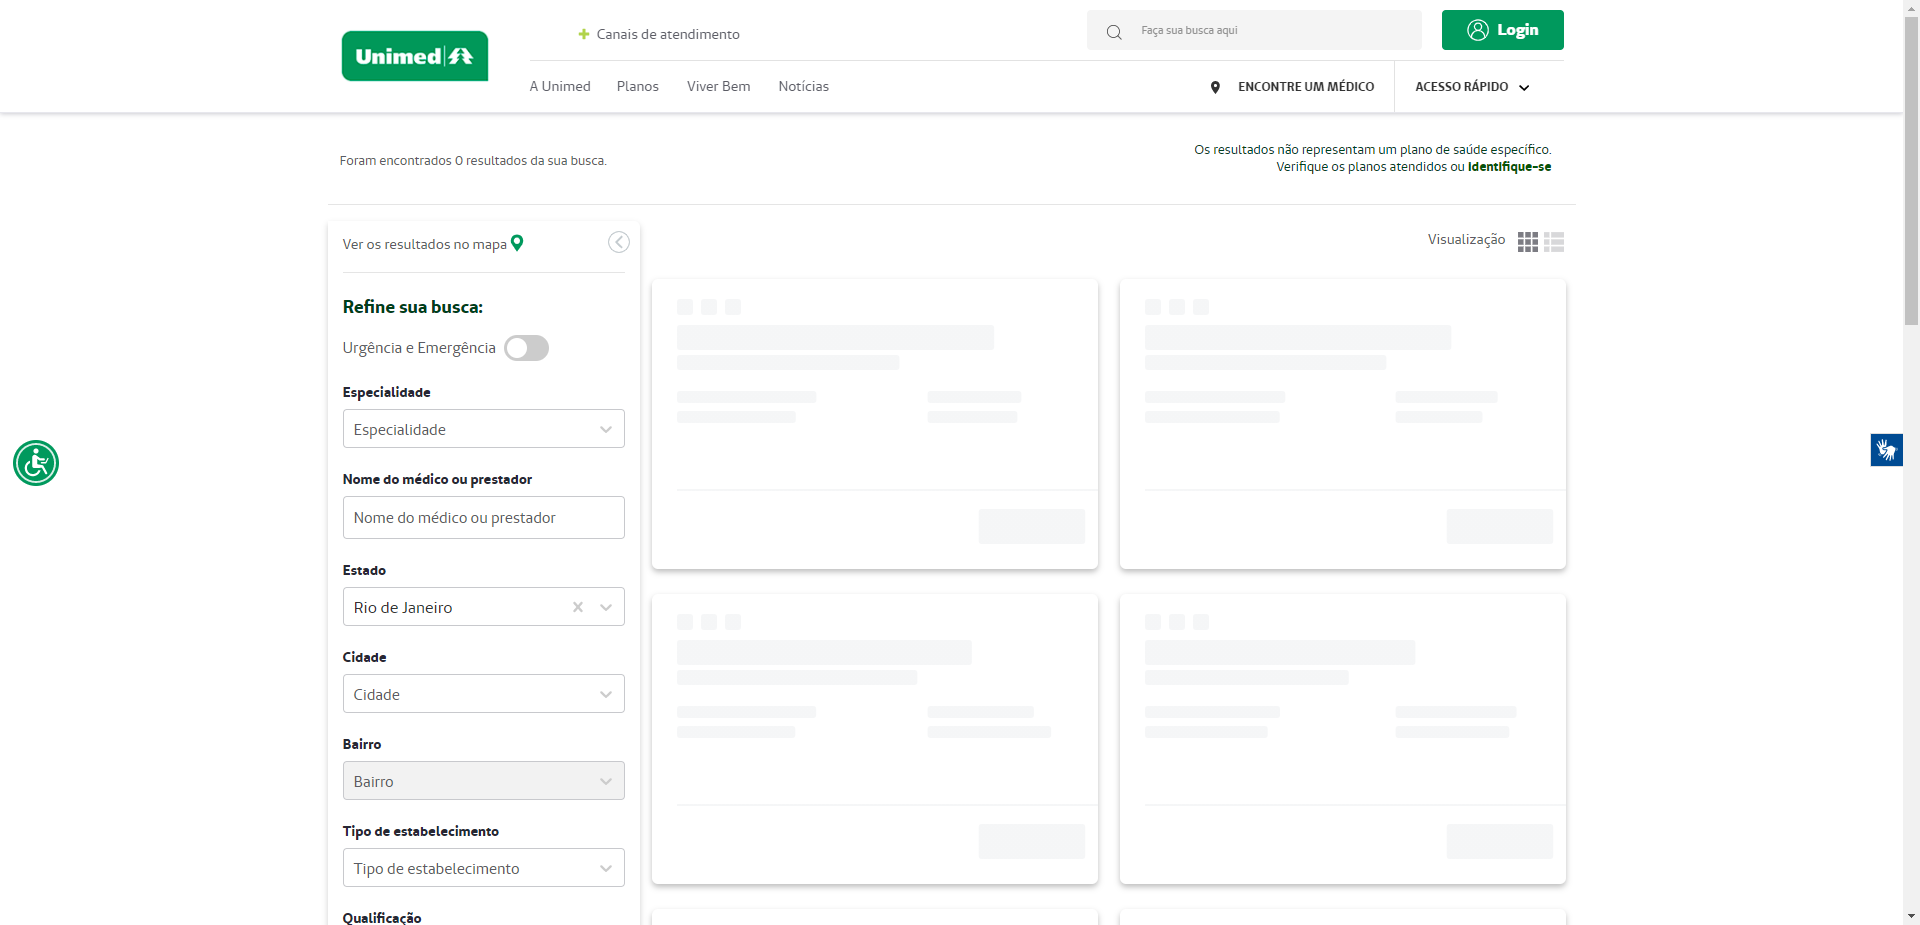 Unimed
Canais de atendimento
Faça sua busca aqui
Login
A Unimed
Planos
Viver Bem
Notícias
ENCONTRE UM MÉDICO
ACESSO RÁPIDO
Foram encontrados 0 resultados da sua busca.
Os resultados não representam um plano de saúde específico.
Verifique os planos atendidos ou Identifique-se
Ver os resultados no mapa
Visualização
Refine sua busca:
Urgência e Emergência
Especialidade
Especialidade
Nome do médico ou prestador
Nome do médico ou prestador
Estado
Rio de Janeiro
Cidade
Cidade
Bairro
Bairro
Tipo de estabelecimento
Tipo de estabelecimento
Qualificação